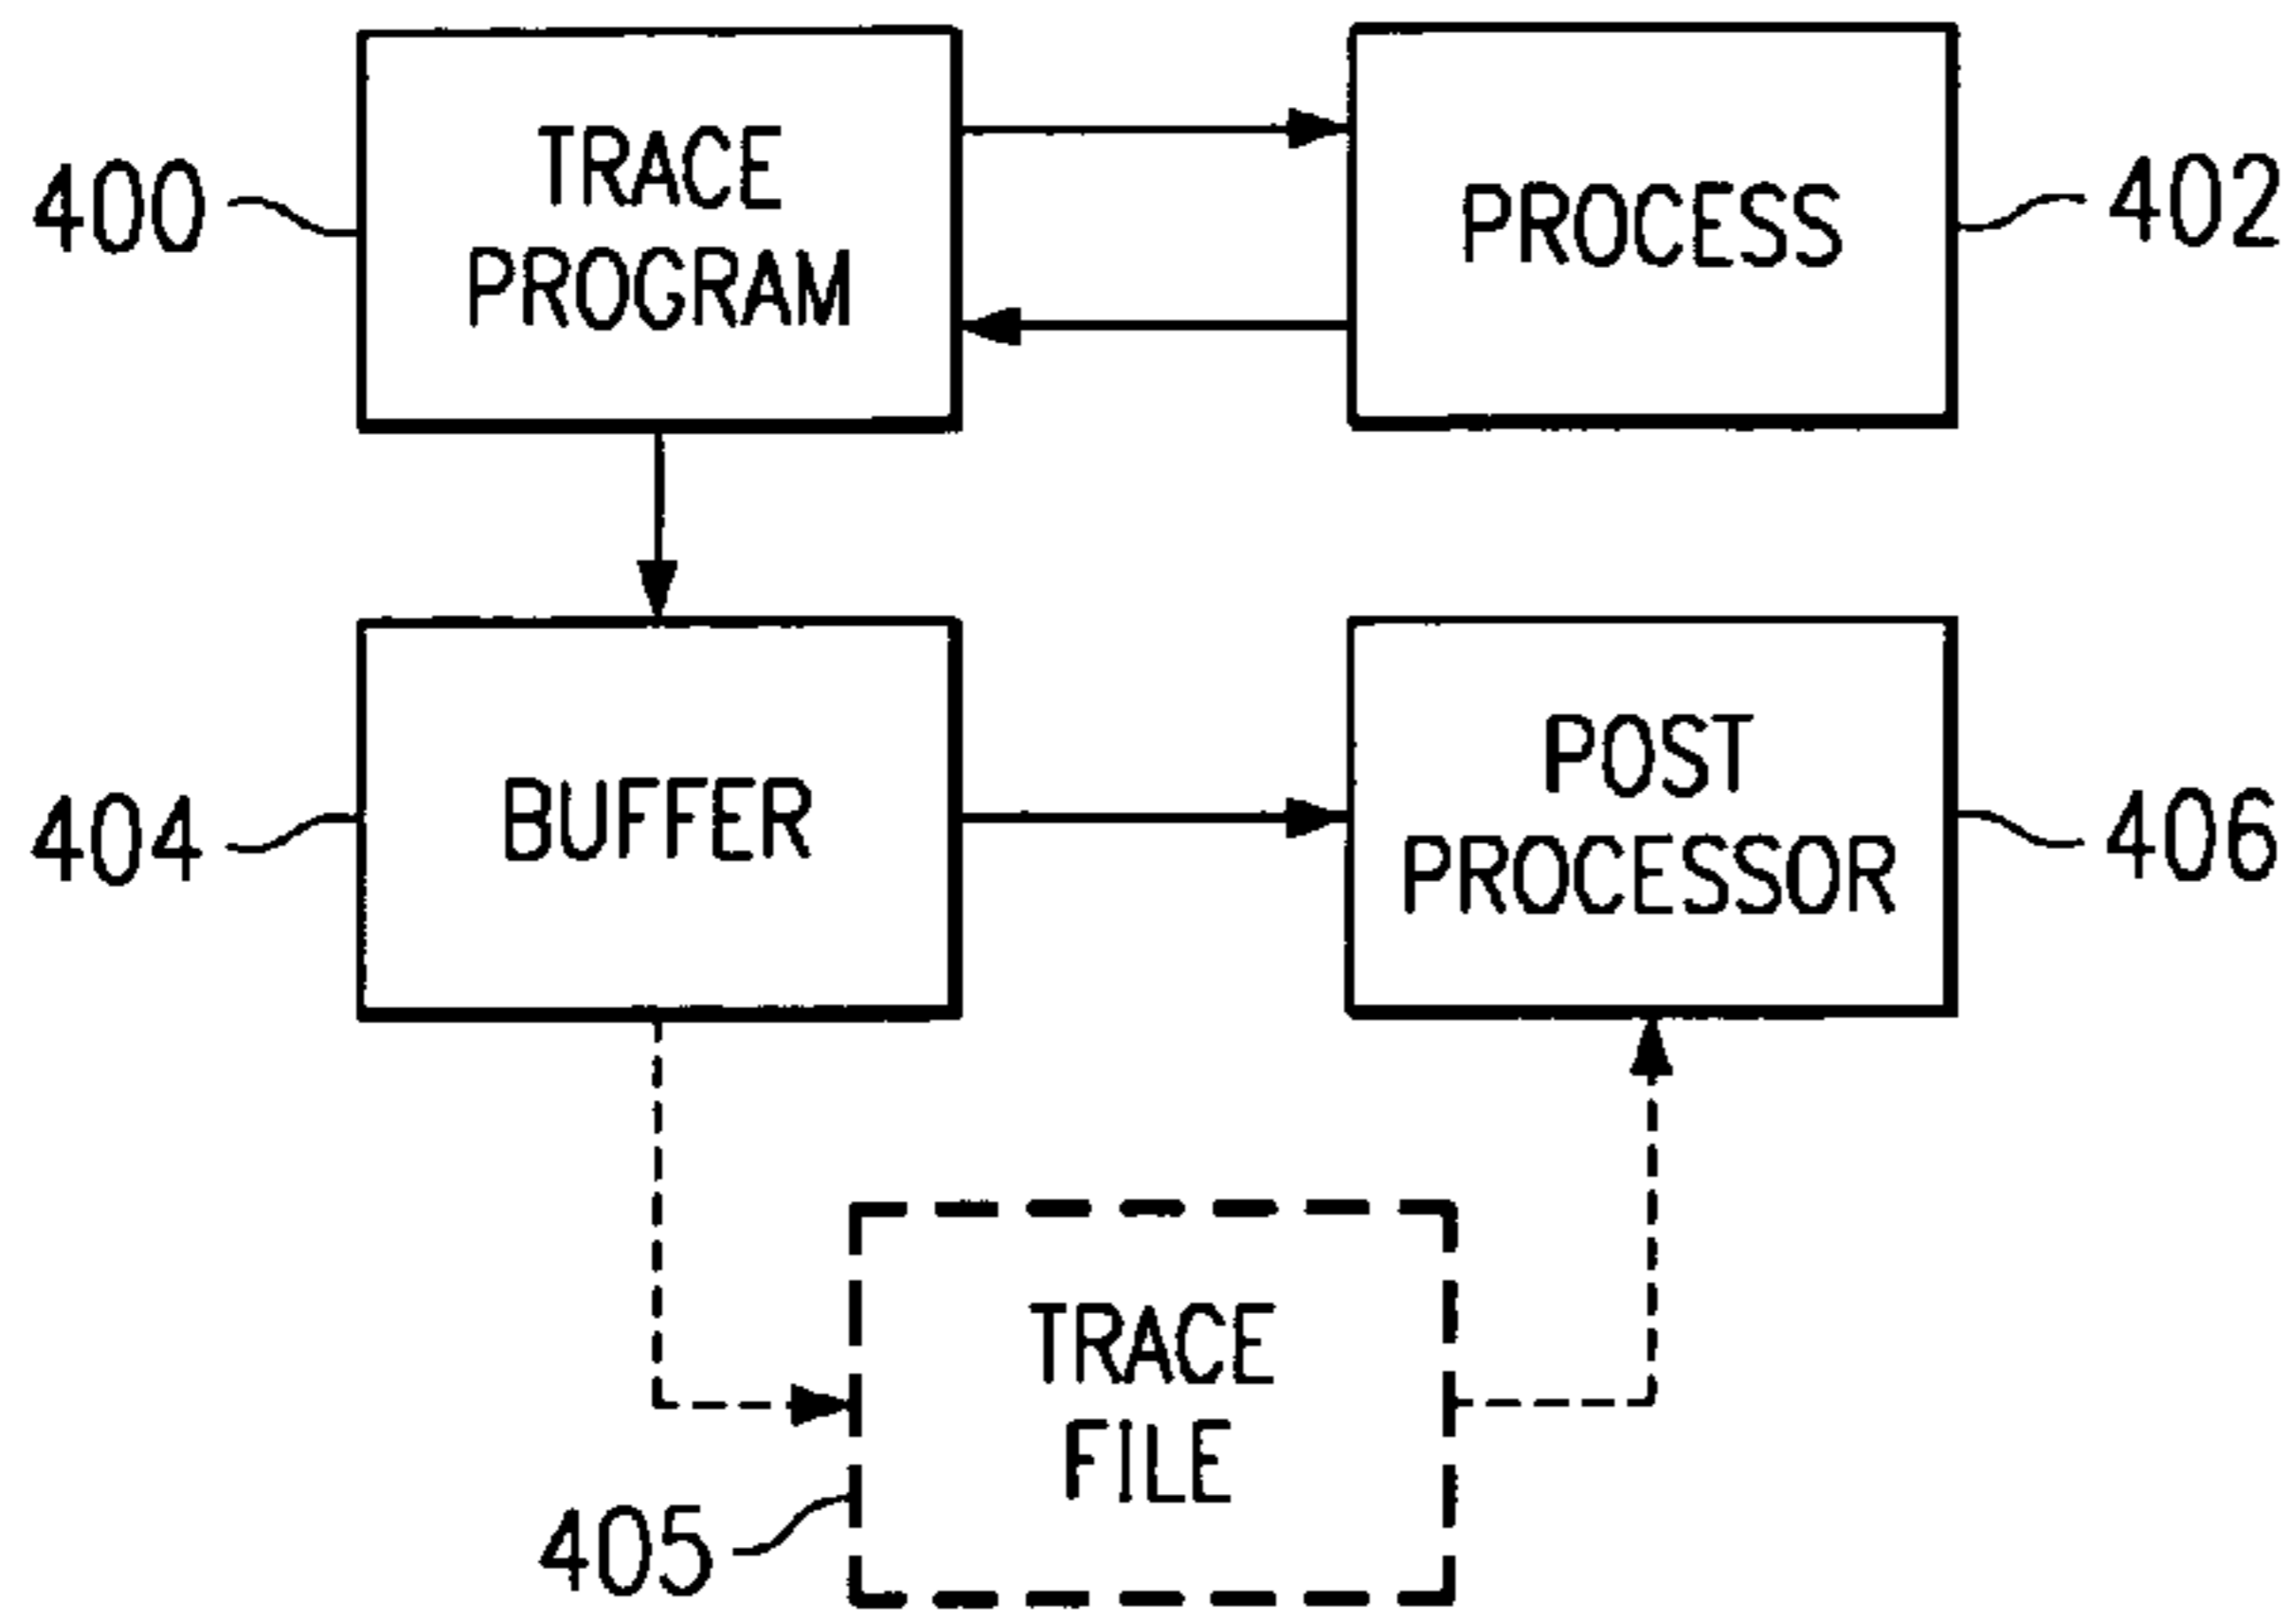 400
TRACE
PROGRAM
PROCESS
402
404
BUFFER
POST
PROCESSOR
406
TRACE
FILE
405